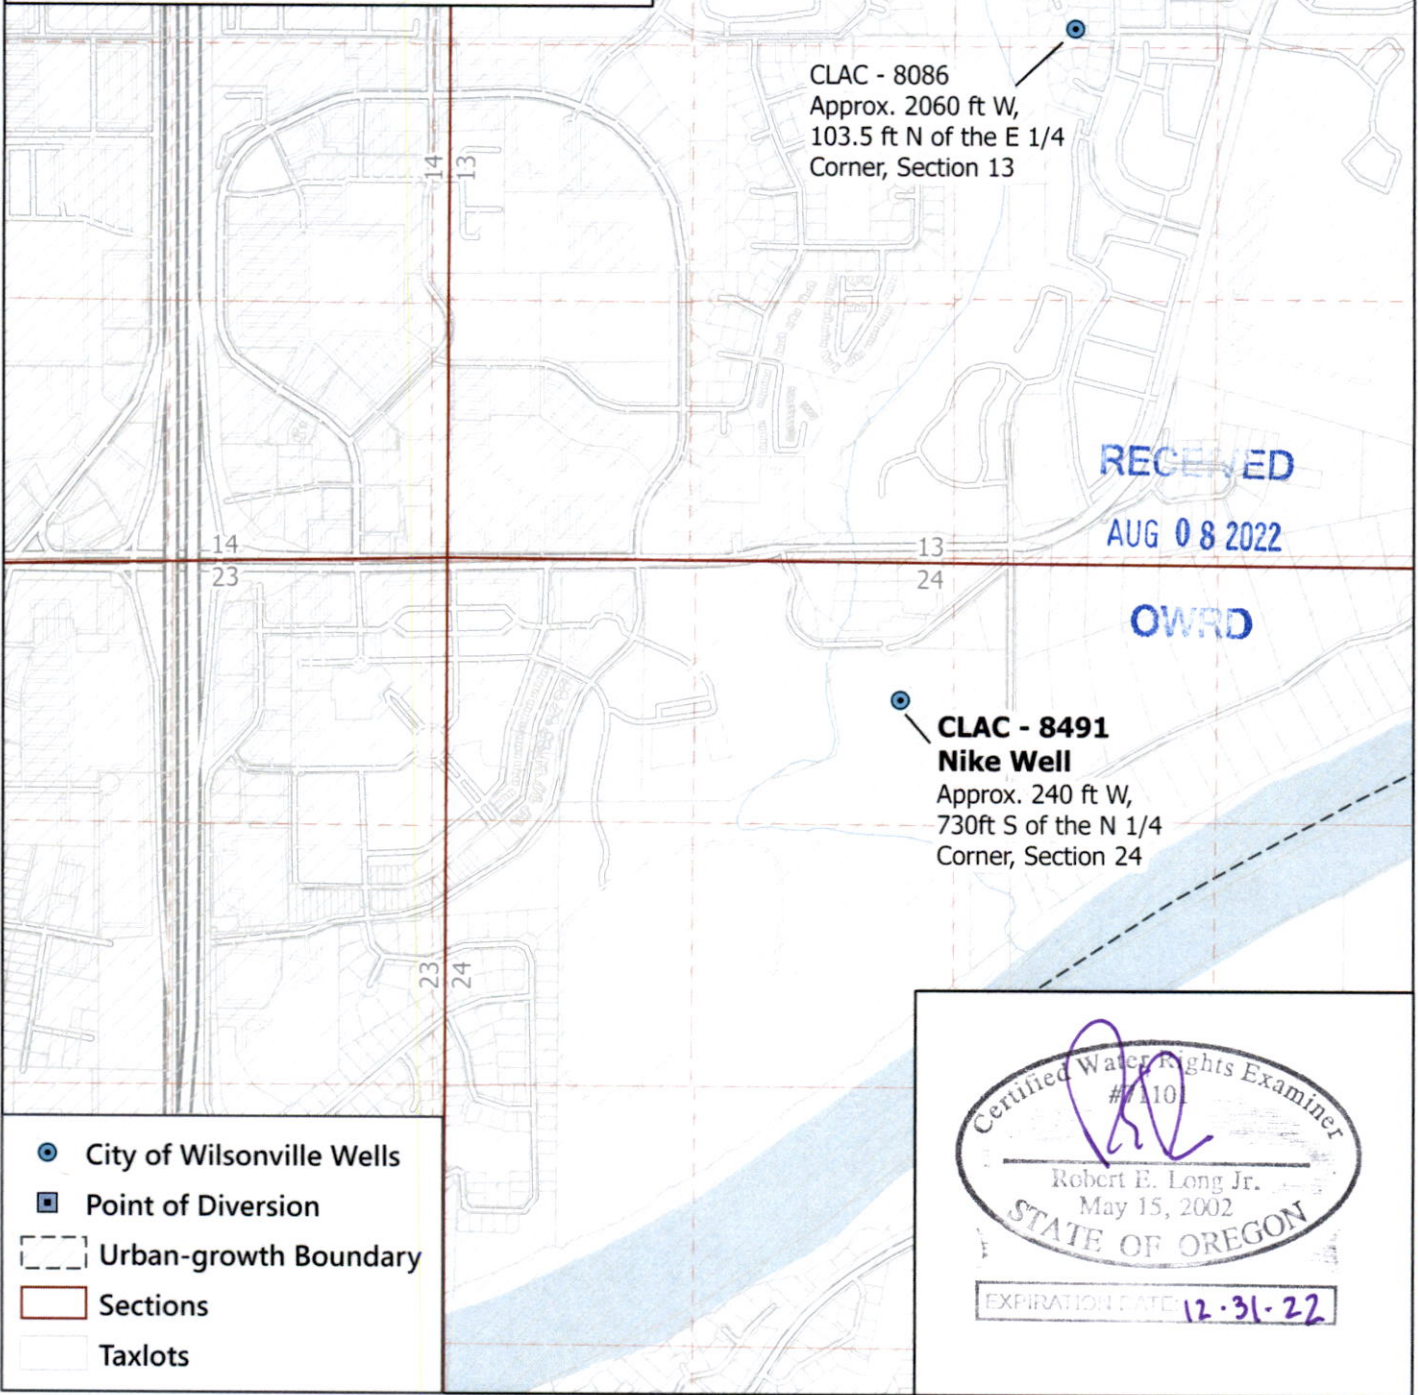 CLAC - 8086
Approx. 2060 ft W,
103.5 ft N of the E 1/4
Corner, Section 13
14
13
RECEIVED
AUG 08 2022
OWRD
14
13
23
24
CLAC - 8491
Nike Well
Approx. 240 ft W,
730ft S of the N 1/4
Corner, Section 24
23
24
City of Wilsonville Wells
Point of Diversion
Urban-growth Boundary
Sections
Taxlots
Certified Water Rights Examiner
#71101
Robert E. Long Jr.
May 15, 2002
STATE OF OREGON
EXPIRATION DATE: 12.31.22